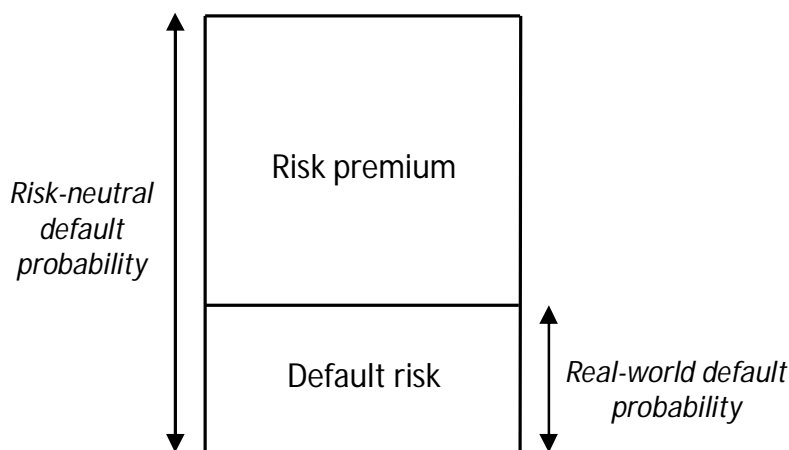 Risk premium
Risk-neutral
default
probability
Default risk
Real-world default
probability